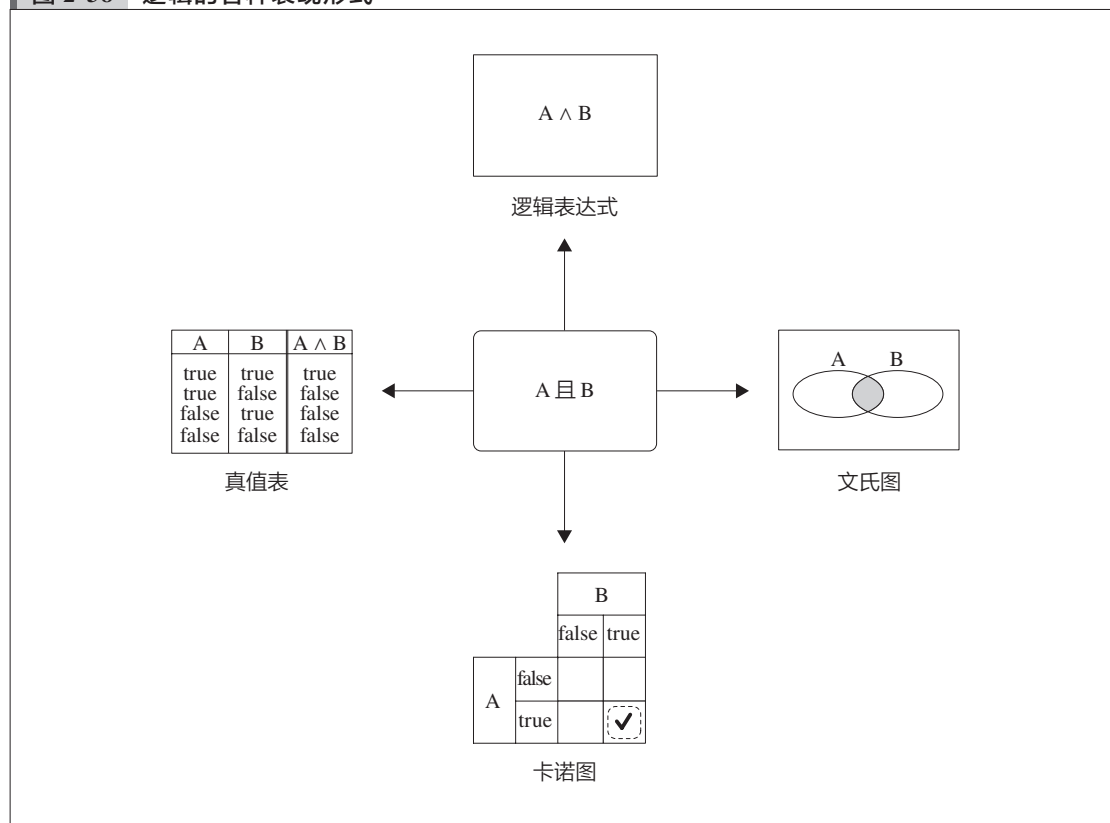 A ∧ B
逻辑表达式
A B A ∧ B
true true true
true false false
false true false
false false false
真值表
A 且 B
A B
文氏图
B
false true
A
false
true
卡诺图